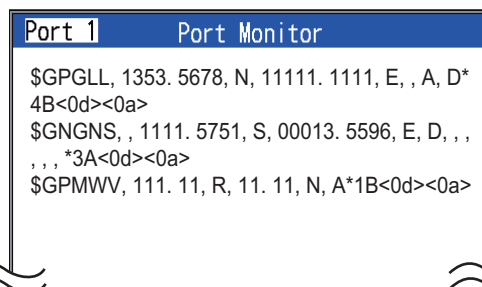 Port 1 Port Monitor
$GPGLL, 1353. 5678, N, 11111. 1111, E, , A, D*
4B<0d><0a>
$GNGNS, , 1111. 5751, S, 00013. 5596, E, D, , ,
, , , *3A<0d><0a>
$GPMWV, 111. 11, R, 11. 11, N, A*1B<0d><0a>